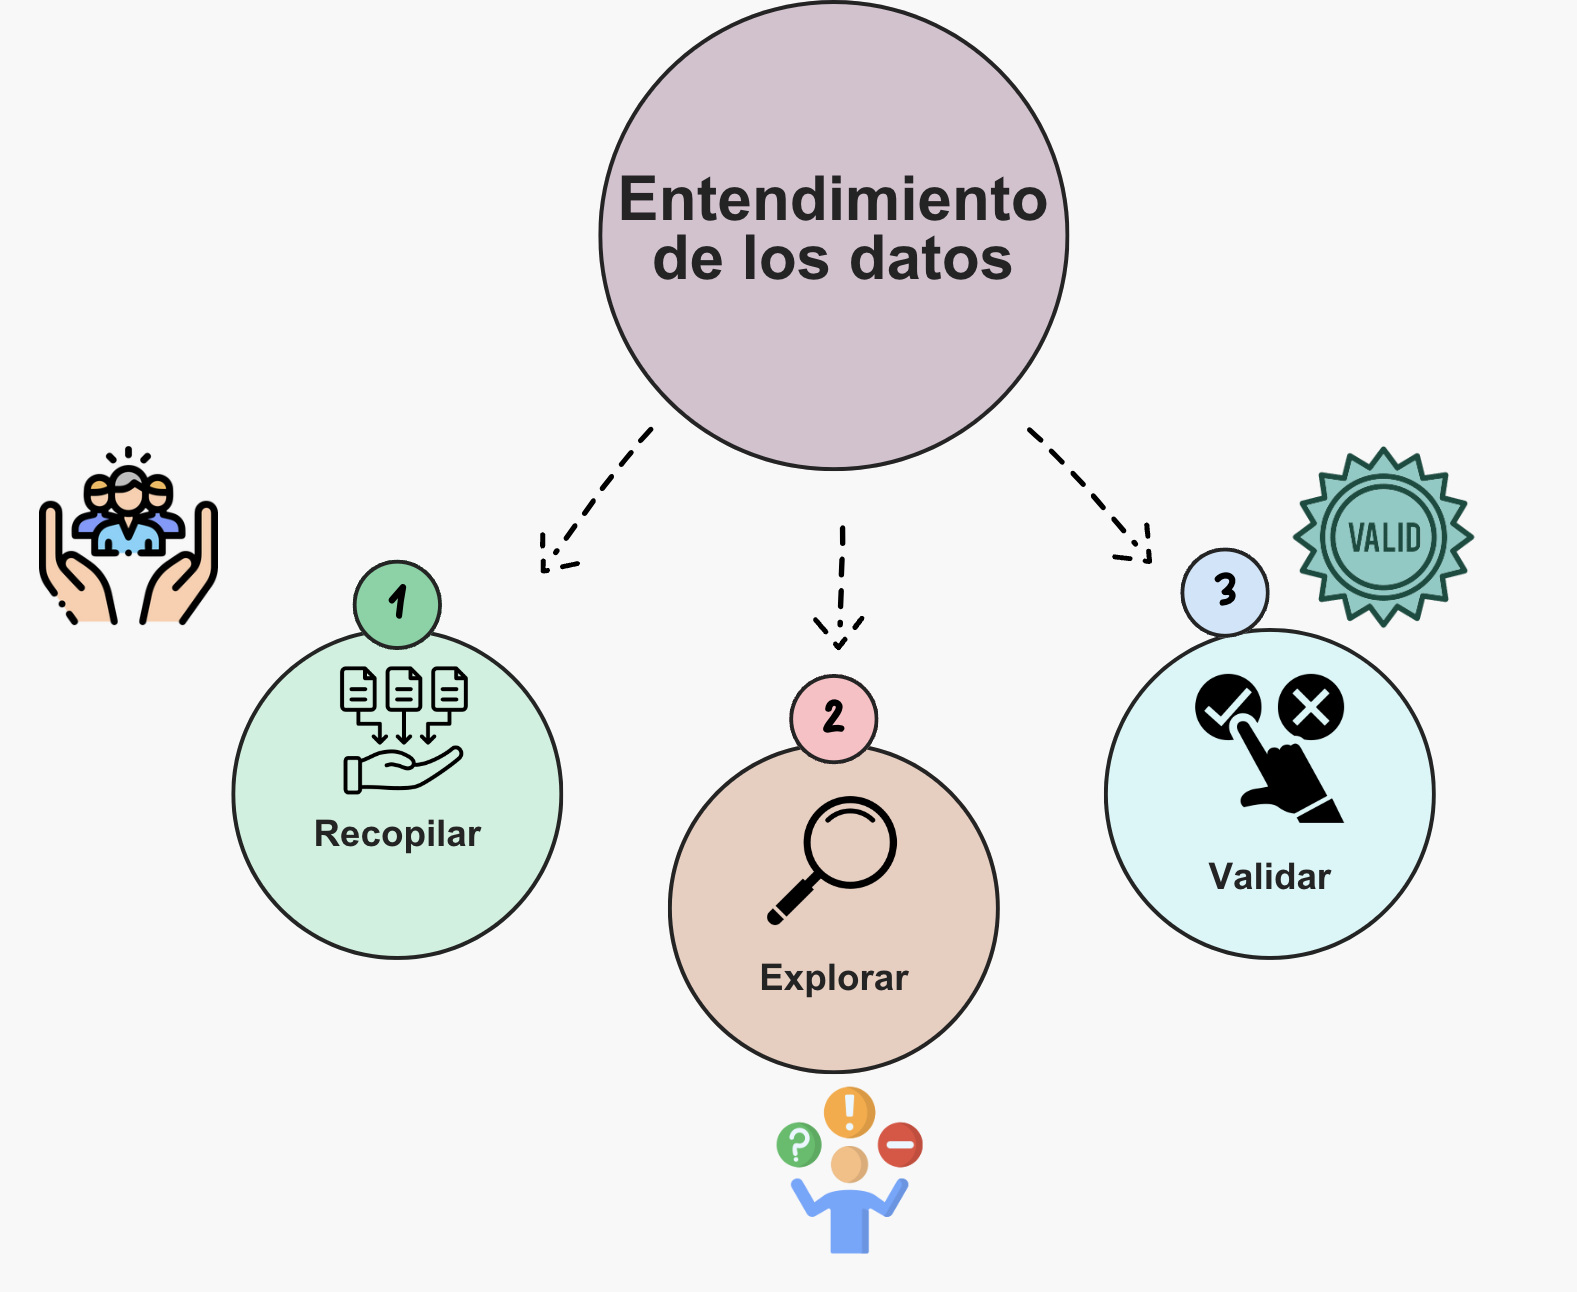 Entendimiento
de los datos
VALID
1
3
2
Recopilar
Validar
Explorar
?
!